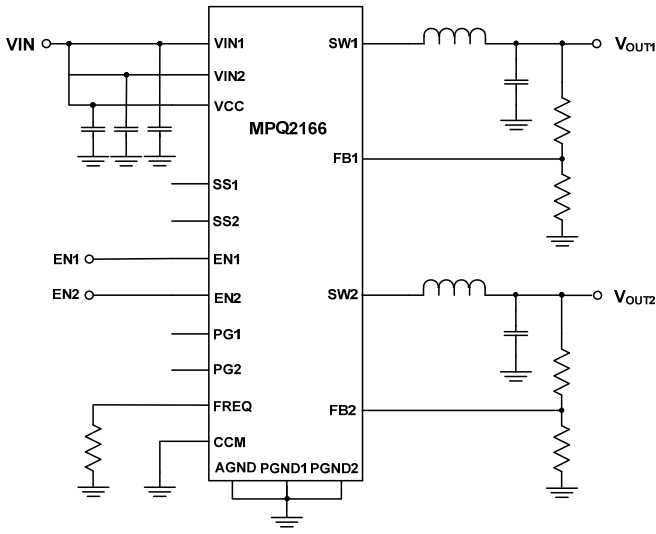 VIN
VIN1
VIN2
VCC
MPQ2166
SS1
SS2
EN1
EN1
EN2
EN2
PG1
PG2
FREQ
CCM
AGND PGND1 PGND2
SW1
VOUT1
FB1
SW2
VOUT2
FB2